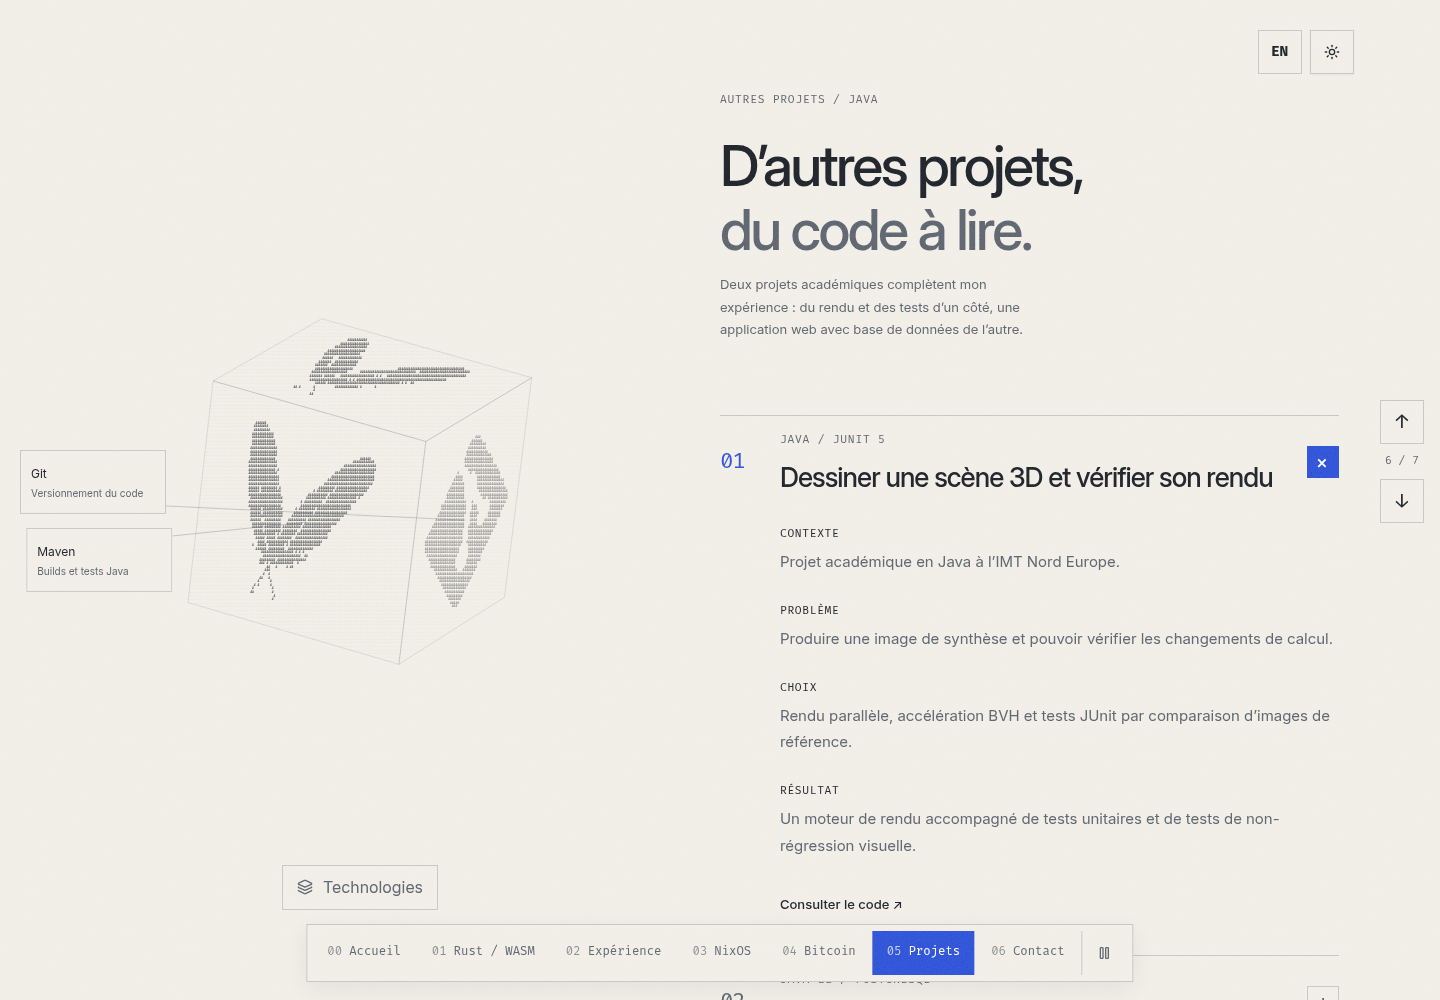 EN
AUTRES PROJETS / JAVA
D’autres projets,
du code à lire.
Deux projets académiques complètent mon
expérience : du rendu et des tests d’un côté, une
application web avec base de données de l’autre.
Git
Versionnement du code
Maven
Builds et tests Java
Technologies
01
JAVA / JUNIT 5
Dessiner une scène 3D et vérifier son rendu
×
CONTEXTE
Projet académique en Java à l’IMT Nord Europe.
PROBLÈME
Produire une image de synthèse et pouvoir vérifier les changements de calcul.
CHOIX
Rendu parallèle, accélération BVH et tests JUnit par comparaison d’images de
référence.
RÉSULTAT
Un moteur de rendu accompagné de tests unitaires et de tests de non-
régression visuelle.
Consulter le code ↗
↑
6 / 7
↓
00 Accueil 01 Rust / WASM 02 Expérience 03 NixOS 04 Bitcoin 05 Projets 06 Contact
02